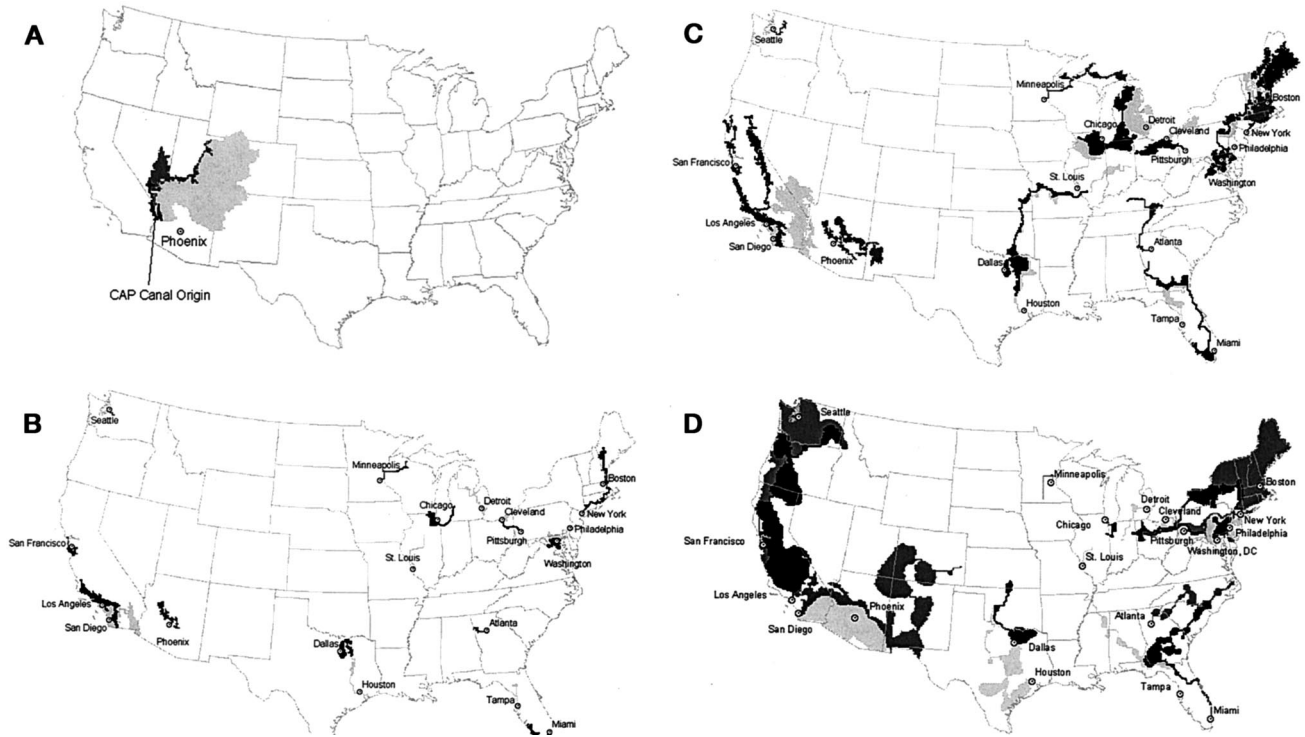 A
Phoenix
CAP Canal Origin
B
Seattle
Minneapolis
Boston
Detroit
Chicago
Cleveland
New York
Philadelphia
Pittsburgh
San Francisco
Washington
St. Louis
Los Angeles
San Diego
Phoenix
Atlanta
Dallas
Houston
Tampa
Miami
C
Seattle
Minneapolis
Boston
Chicago
Detroit
Cleveland
New York
Philadelphia
Pittsburgh
San Francisco
St. Louis
Washington
Los Angeles
San Diego
Phoenix
Atlanta
Dallas
Houston
Tampa
Miami
D
Seattle
Minneapolis
Boston
Detroit
Cleveland
Chicago
New York
Philadelphia
San Francisco
Pittsburgh
Washington, DC
St. Louis
Los Angeles
Phoenix
Atlanta
San Diego
Dallas
Houston
Tampa
Miami